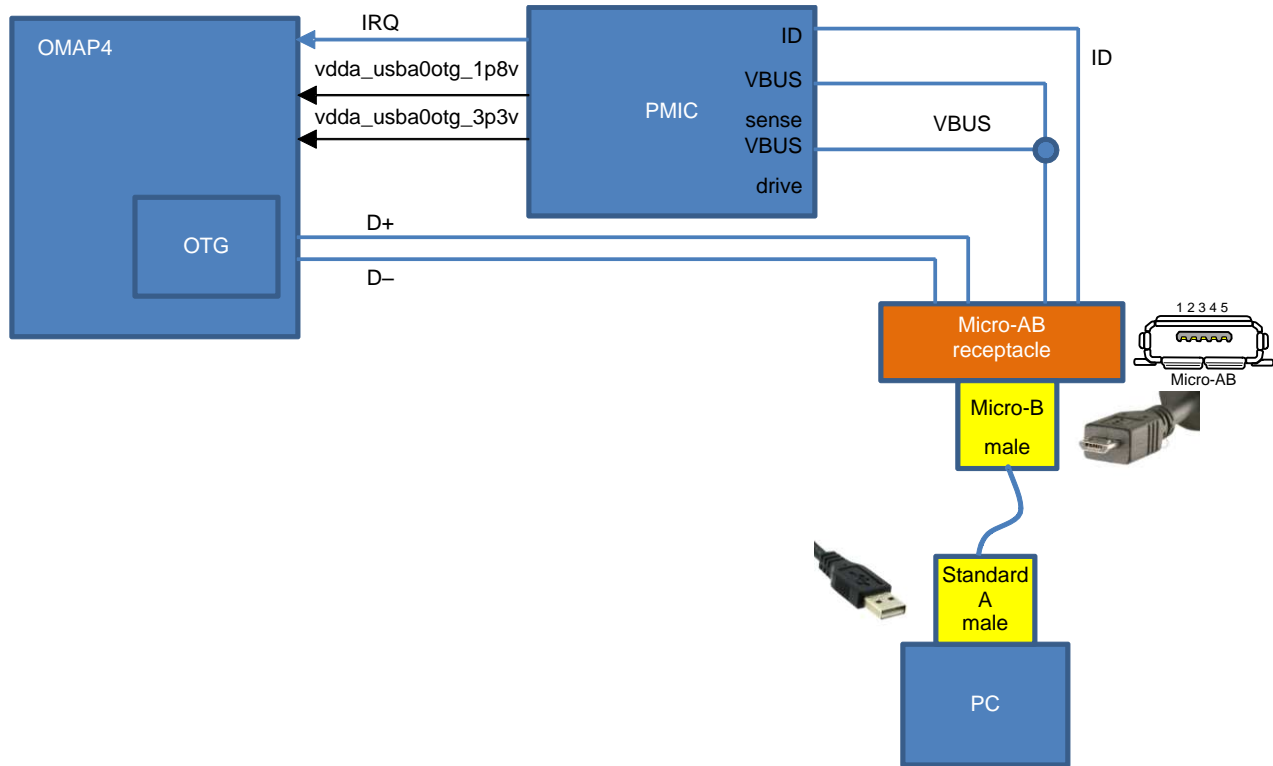 OMAP4
IRQ
vdda_usba0otg_1p8v
vdda_usba0otg_3p3v
PMIC
ID
VBUS
sense
VBUS
drive
ID
VBUS
OTG
D+
D–
Micro-AB
receptacle
1 2 3 4 5
Micro-AB
Micro-B
male
Standard
A
male
PC